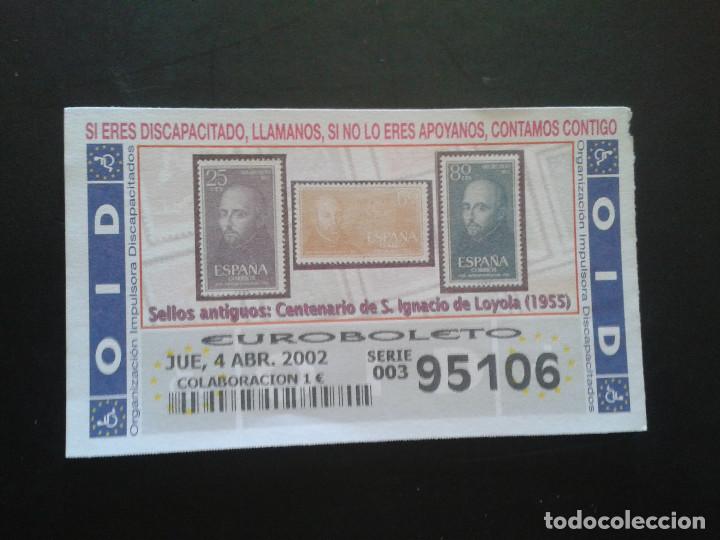 SI ERES DISCAPACITADO, LLAMANOS, SI NO LO ERES APOYANOS, CONTAMOS CONTIGO
OID
Organización Impulsora Discapacitados
25
ESPAÑA
CORREOS
ESPAÑA
80
ESPAÑA
CORREOS
Organización Impulsora Discapacitados
OID
Sellos antiguos: Centenario de S. Ignacio de Loyola (1955)
EUROBOLETO
JUE, 4 ABR. 2002
COLABORACION 1 €
SERIE
003
95106
todocoleccion.net